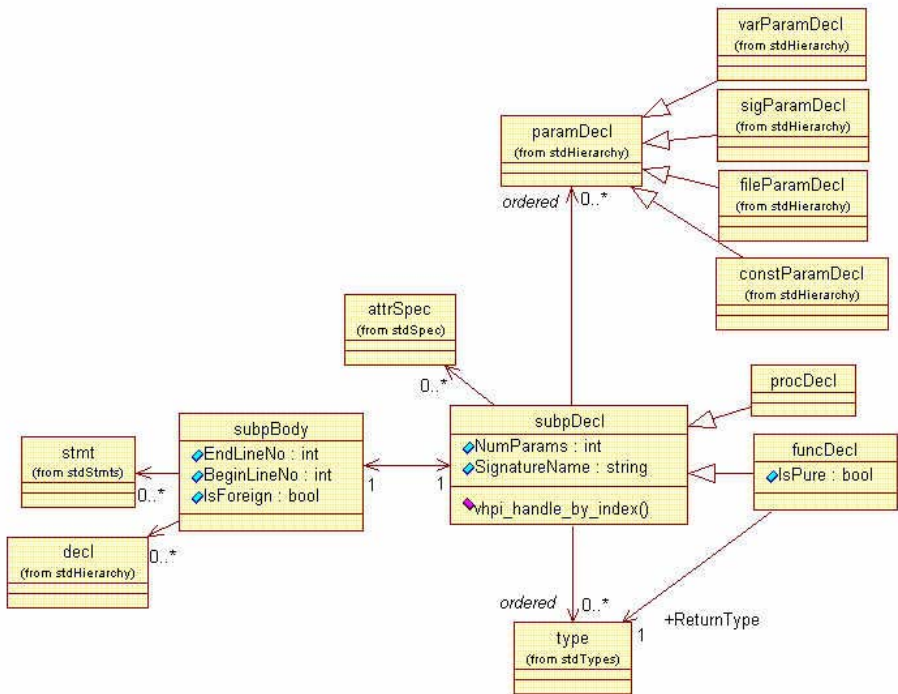 varParamDecl
(from stdHierarchy)
sigParamDecl
(from stdHierarchy)
paramDecl
(from stdHierarchy)
fileParamDecl
(from stdHierarchy)
ordered
0..*
constParamDecl
(from stdHierarchy)
attrSpec
(from stdSpec)
0..*
procDecl
subpDecl
NumParams : int
SignatureName : string
vhpi_handle_by_index()
subpBody
EndLineNo : int
BeginLineNo : int
IsForeign : bool
1
1
funcDecl
IsPure : bool
stmt
(from stdStmts)
0..*
decl
(from stdHierarchy)
0..*
ordered
0..*
1
+ReturnType
type
(from stdTypes)